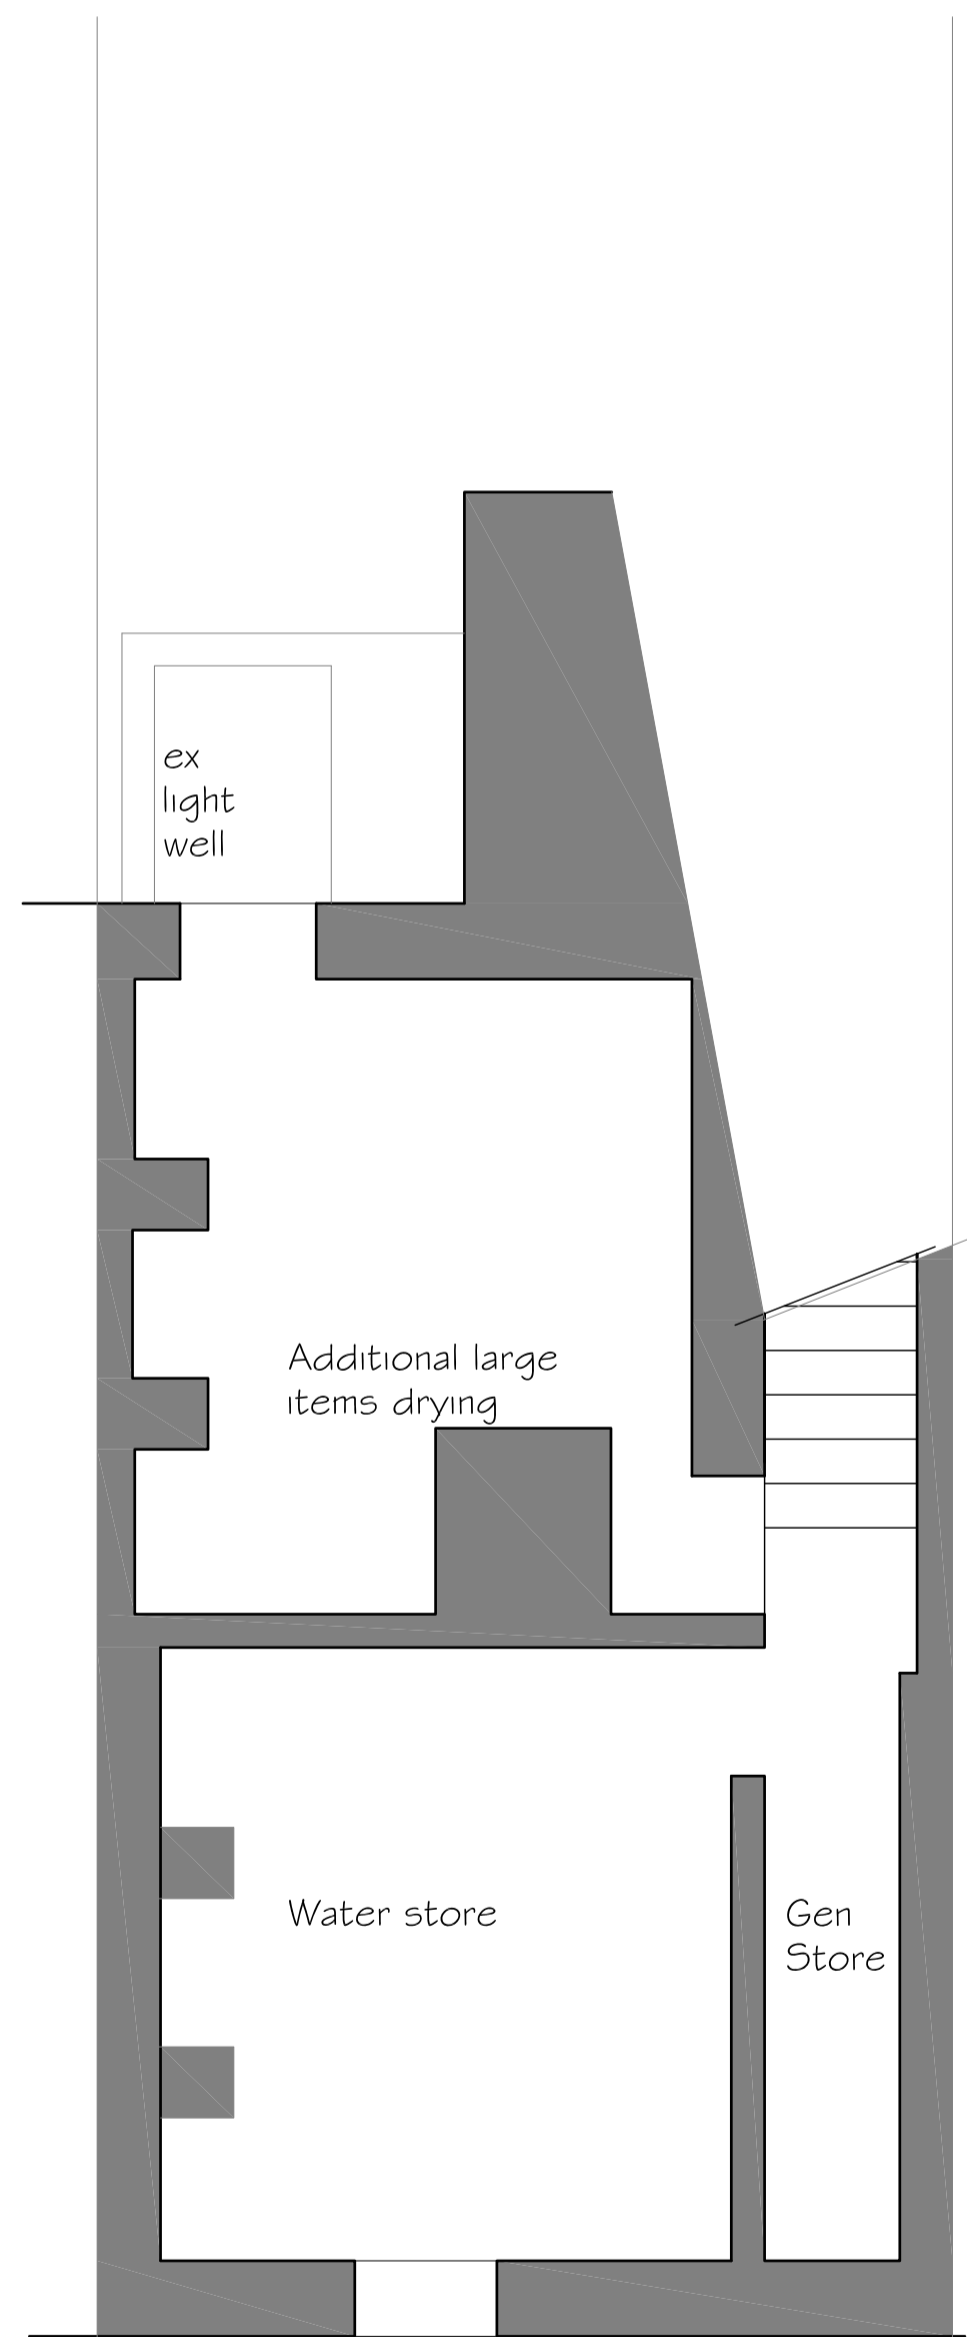 ex
light
well
Additional large
items drying
Water store
Gen
Store